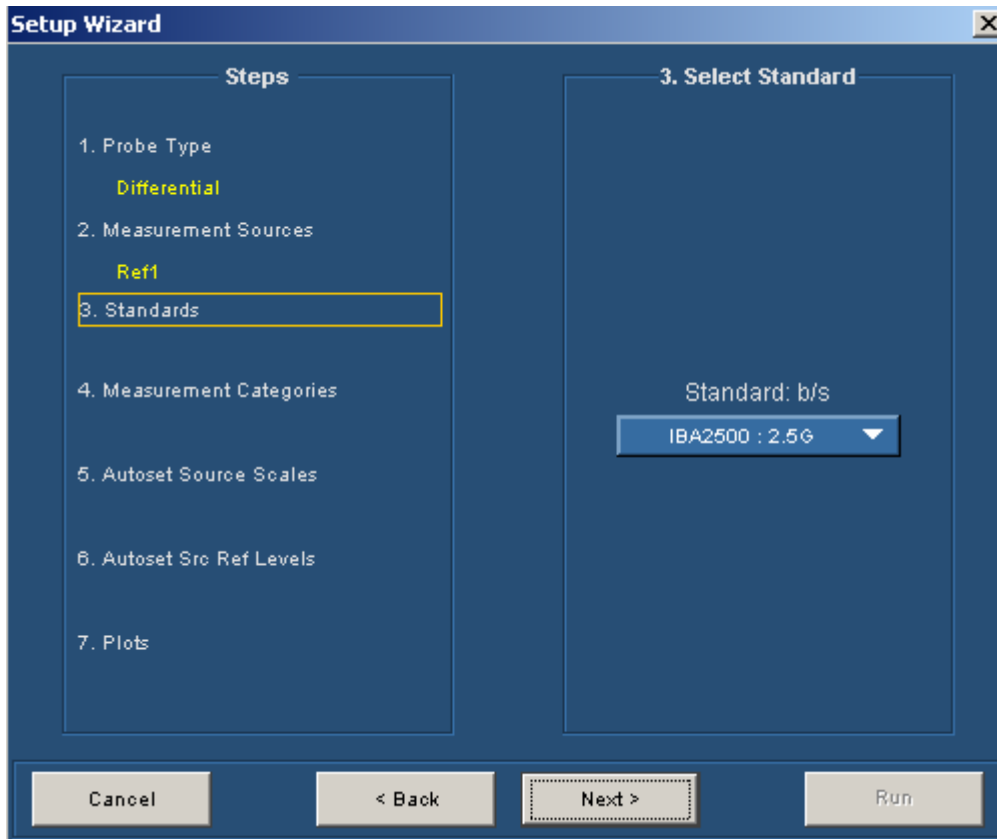 Setup Wizard
Steps
1. Probe Type
Differential
2. Measurement Sources
Ref1
3. Standards
4. Measurement Categories
5. Autoset Source Scales
6. Autoset Src Ref Levels
7. Plots
3. Select Standard
Standard: b/s
IBA2500 : 2.5G
Cancel
< Back
Next >
Run